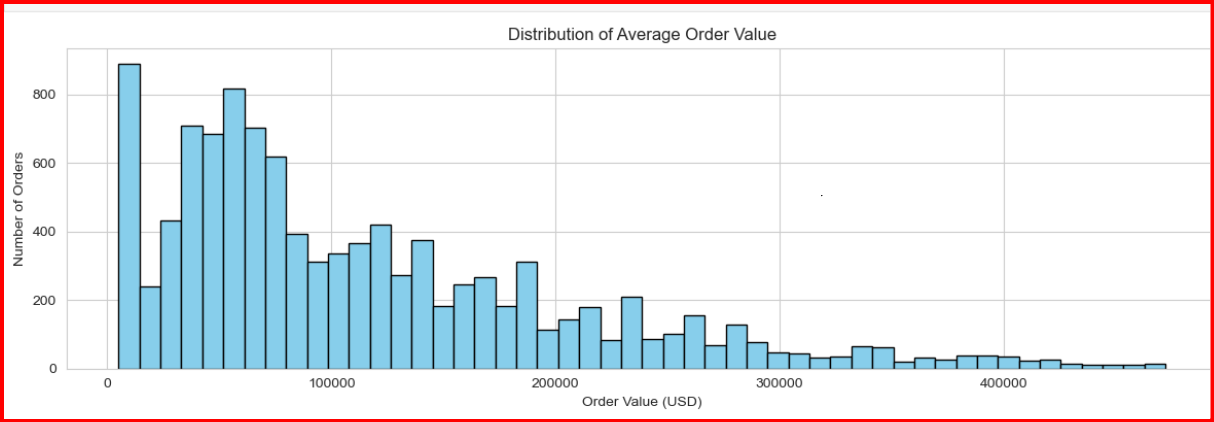 Distribution of Average Order Value
Number of Orders
800
600
400
200
0
0 100000 200000 300000 400000
Order Value (USD)